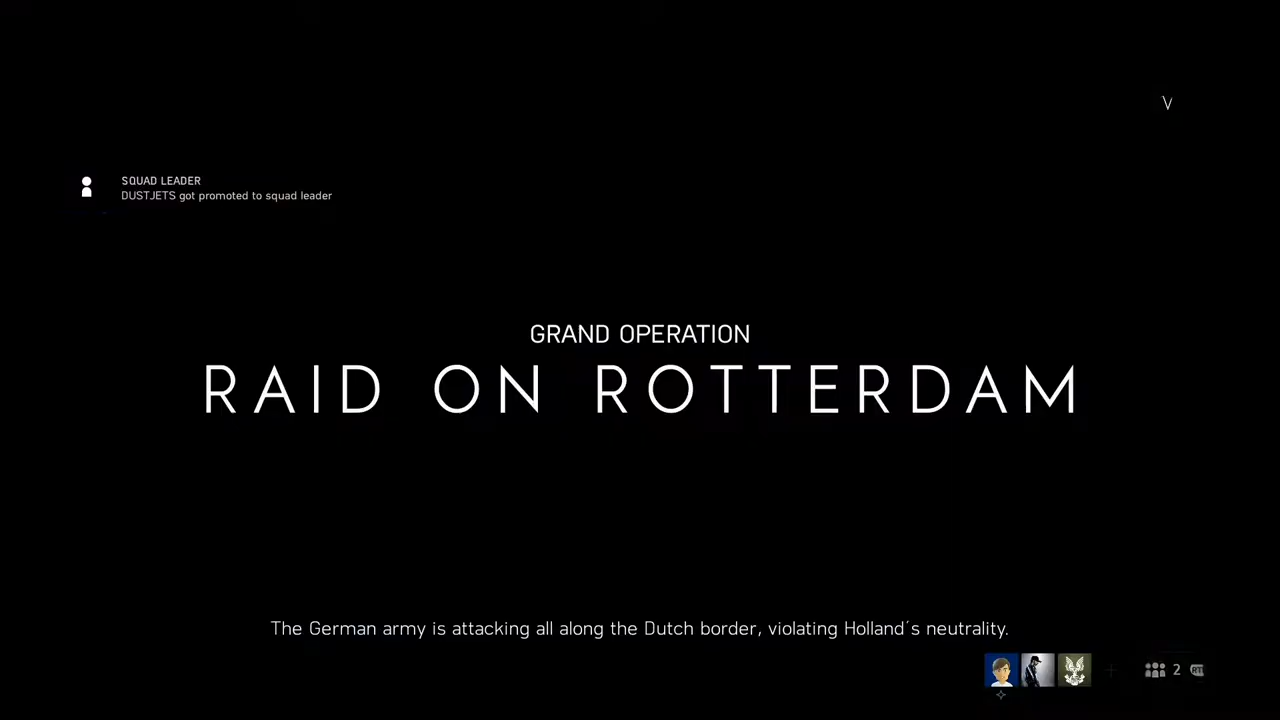 V
SQUAD LEADER
DUSTJETS got promoted to squad leader
GRAND OPERATION
RAID ON ROTTERDAM
The German army is attacking all along the Dutch border, violating Holland´s neutrality.
2